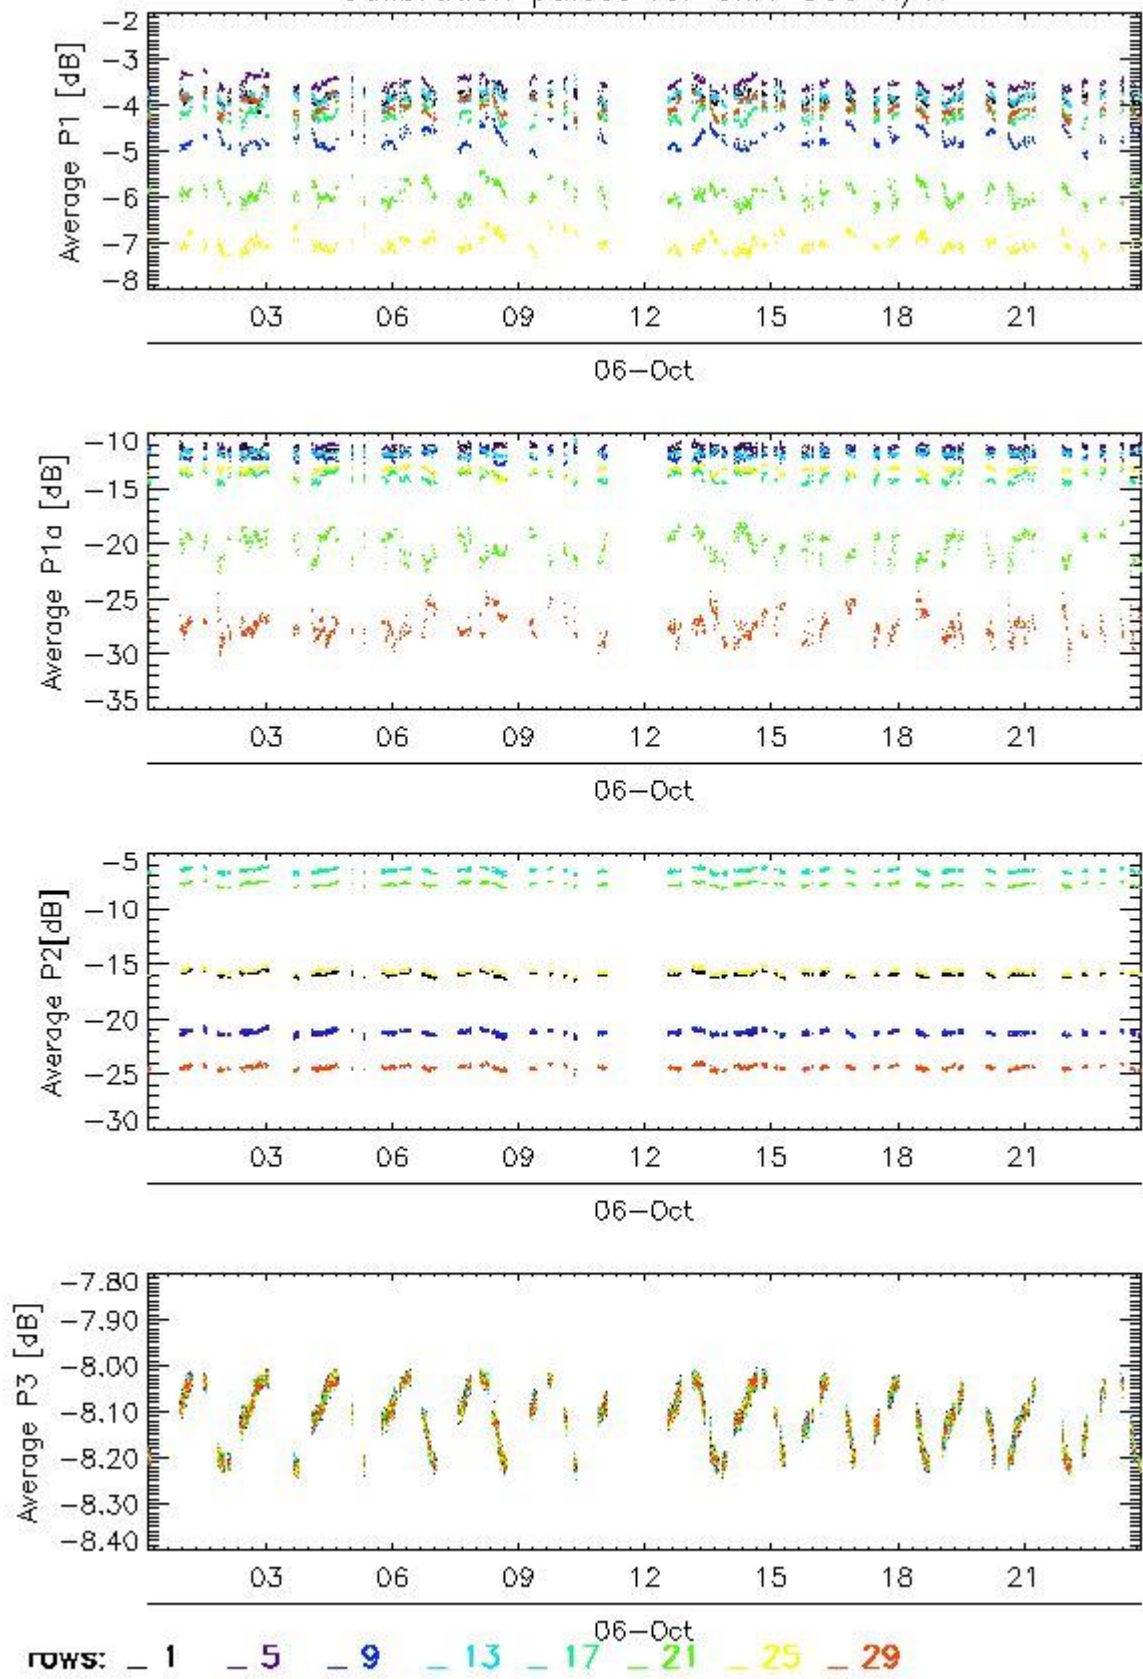 Average P1 [dB]
-2
-3
-4
-5
-6
-7
-8
03 06 09 12 15 18 21
06-Oct
Average P1a [dB]
-10
-15
-20
-25
-30
-35
03 06 09 12 15 18 21
06-Oct
Average P2[dB]
-5
-10
-15
-20
-25
-30
03 06 09 12 15 18 21
06-Oct
Average P3 [dB]
-7.80
-7.90
-8.00
-8.10
-8.20
-8.30
-8.40
03 06 09 12 15 18 21
06-Oct
rows: _ 1 _ 5 _ 9 _ 13 _ 17 _ 21 _ 25 _ 29